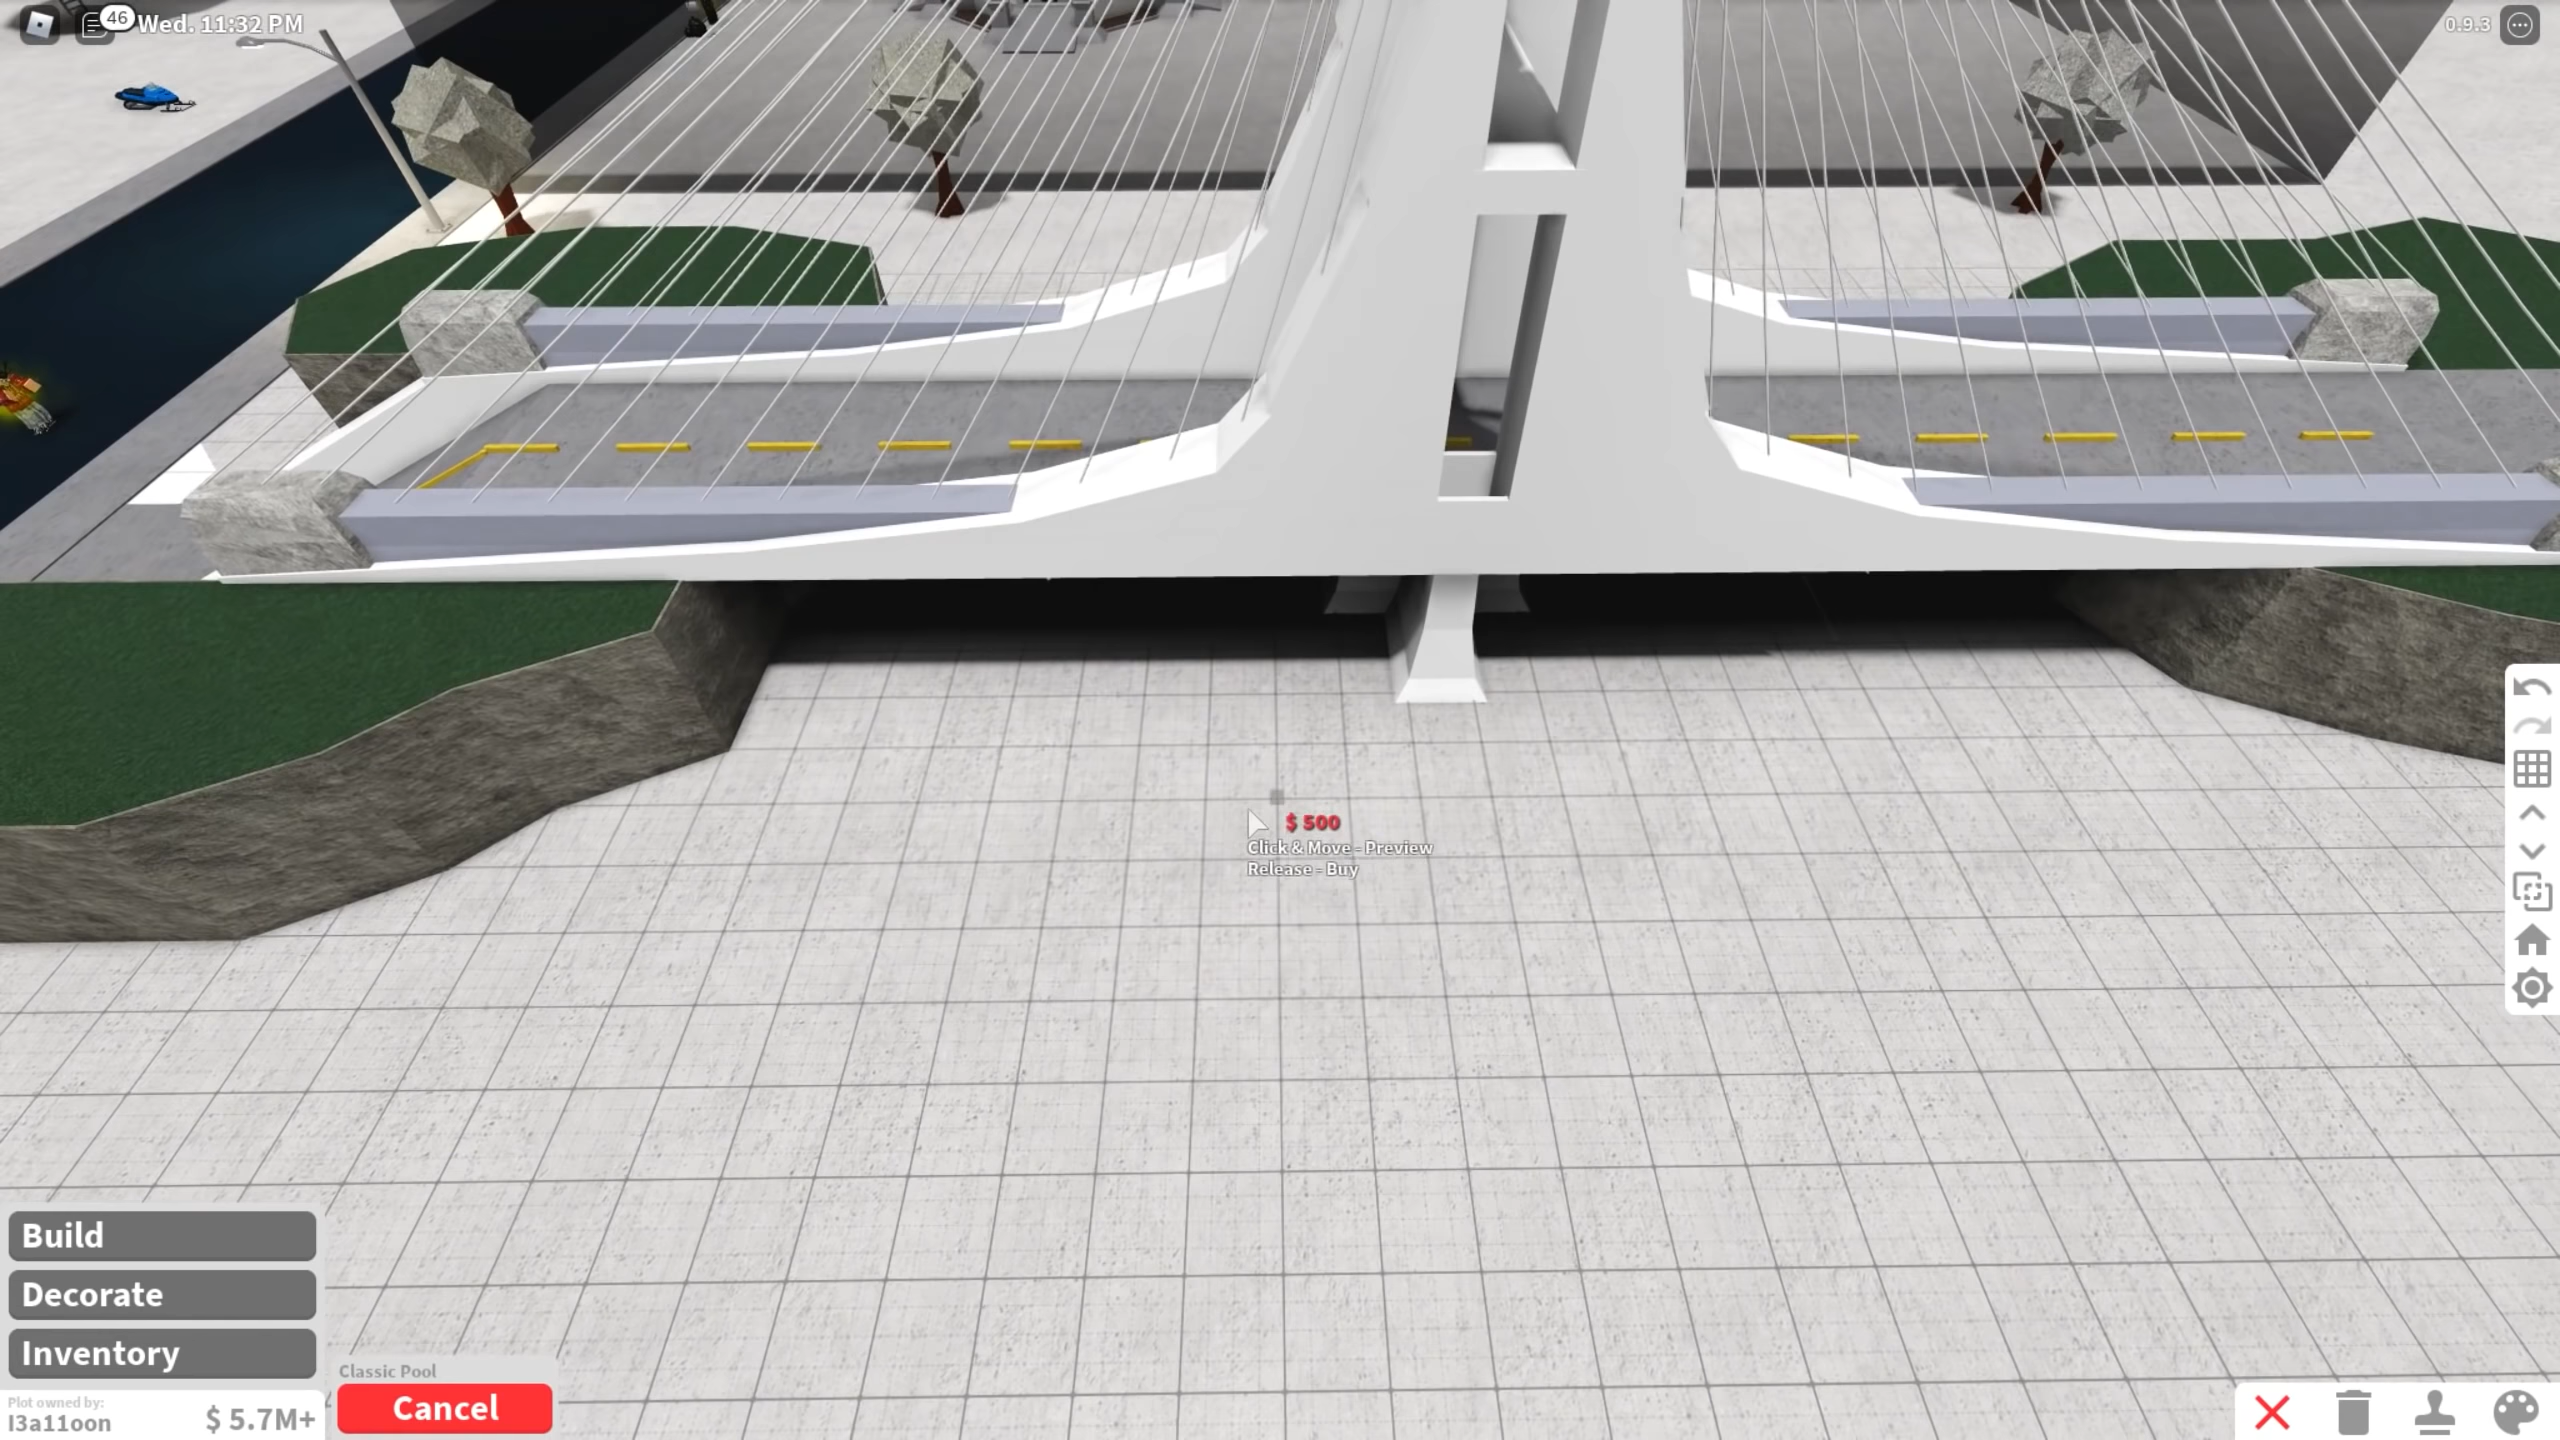 46
Wed. 11:32 PM
0.9.3
$ 500
Click & Move - Preview
Release - Buy
Build
Decorate
Inventory
Plot owned by:
l3a11oon
$ 5.7M+
Classic Pool
Cancel